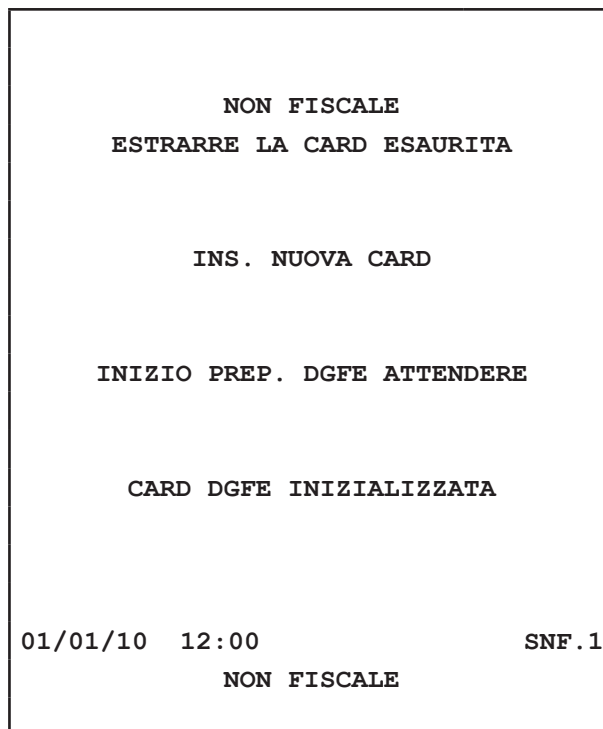 NON FISCALE
ESTRARRE LA CARD ESAURITA
INS. NUOVA CARD
INIZIO PREP. DGFE ATTENDERE
CARD DGFE INIZIALIZZATA
01/01/10 12:00 SNF.1
NON FISCALE